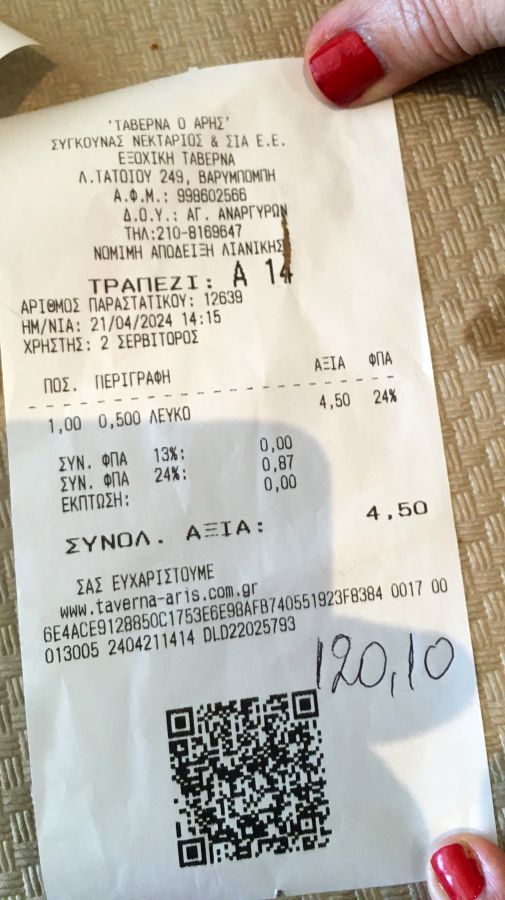 'ΤΑΒΕΡΝΑ Ο ΑΡΗΣ'
ΣΥΓΚΟΥΝΑΣ ΝΕΚΤΑΡΙΟΣ & ΣΙΑ Ε.Ε.
ΕΞΟΧΙΚΗ ΤΑΒΕΡΝΑ
Λ.ΤΑΤΟΙΟΥ 249, ΒΑΡΥΜΠΟΜΠΗ
Α.Φ.Μ.: 998602566
Δ.Ο.Υ.: ΑΓ. ΑΝΑΡΓΥΡΩΝ
ΤΗΛ:210-8169647
ΝΟΜΙΜΗ ΑΠΟΔΕΙΞΗ ΛΙΑΝΙΚΗΣ
ΤΡΑΠΕΖΙ: Α 14
ΑΡΙΘΜΟΣ ΠΑΡΑΣΤΑΤΙΚΟΥ: 12639
ΗΜ/ΝΙΑ: 21/04/2024 14:15
ΧΡΗΣΤΗΣ: 2 ΣΕΡΒΙΤΟΡΟΣ
ΠΟΣ. ΠΕΡΙΓΡΑΦΗ ΑΞΙΑ ΦΠΑ
1,00 0,500 ΛΕΥΚΟ 4,50 24%
ΣΥΝ. ΦΠΑ 13%: 0,00
ΣΥΝ. ΦΠΑ 24%: 0,87
ΕΚΠΤΩΣΗ: 0,00
ΣΥΝΟΛ. ΑΞΙΑ: 4,50
ΣΑΣ ΕΥΧΑΡΙΣΤΟΥΜΕ
www.taverna-aris.com.gr
6E4ACE9128850C1753E6E98AFB740551923F8384 0017 00
013005 2404211414 DLD22025793
120,10